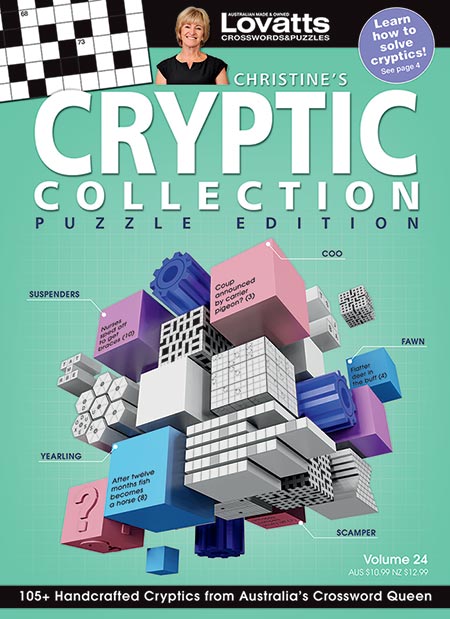 68
73
AUSTRALIAN MADE & OWNED
Lovatts
CROSSWORDS&PUZZLES
Learn
how to
solve
cryptics!
See page 4
CHRISTINE'S
CRYPTIC
COLLECTION
PUZZLE EDITION
COO
Coup
announced
by carrier
pigeon? (3)
SUSPENDERS
Nurses
sped off
to get
braces (10)
FAWN
Flatter
deer in
the buff (4)
YEARLING
After twelve
months fish
becomes
a horse (8)
?
SCAMPER
Volume 24
AUS $10.99 NZ $12.99
105+ Handcrafted Cryptics from Australia's Crossword Queen